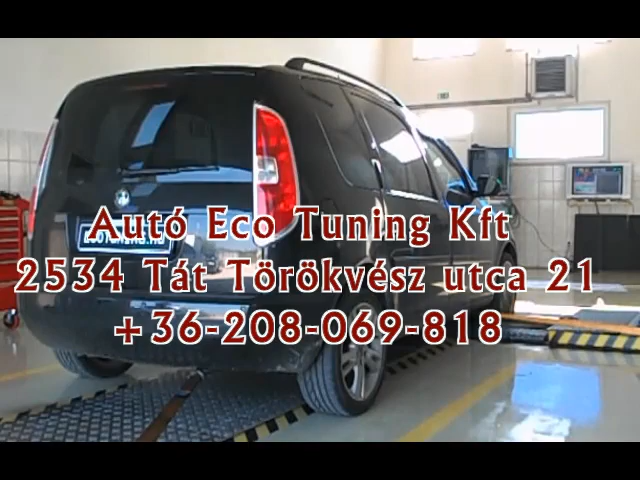 Autó Eco Tuning Kft
2534 Tát Törökvész utca 21
+36-208-069-818